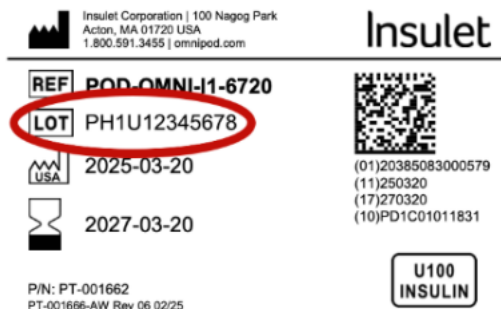 Insulet Corporation | 100 Nagog Park
Acton, MA 01720 USA
1.800.591.3455 | omnipod.com
Insulet
REF POD-OMNI-I1-6720
LOT PH1U12345678
USA 2025-03-20
2027-03-20
(01)20385083000579
(11)250320
(17)270320
(10)PD1C01011831
U100
INSULIN
P/N: PT-001662
PT-001666-AW Rev 06 02/25